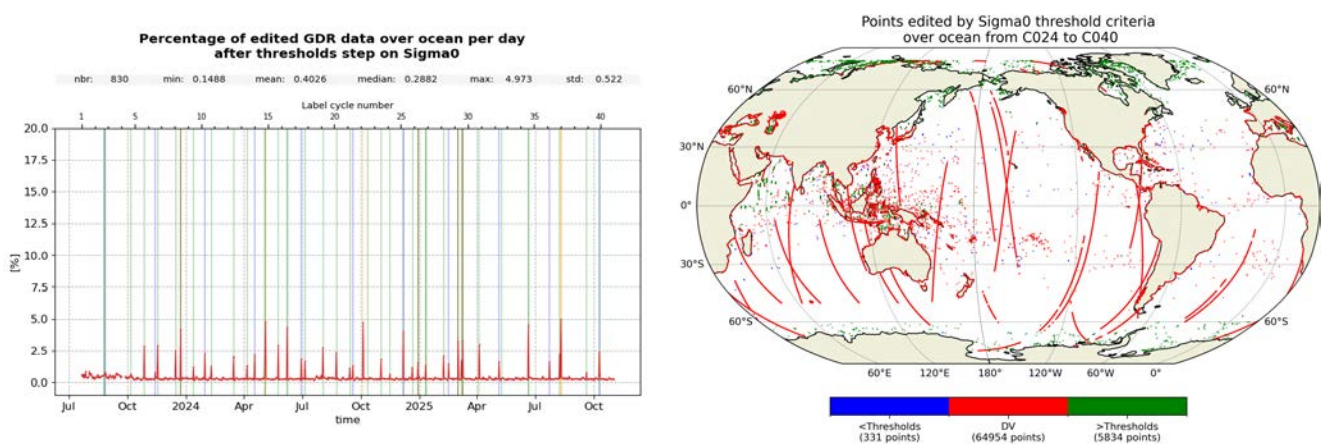 Percentage of edited GDR data over ocean per day
after thresholds step on Sigma0
nbr: 830 min: 0.1488 mean: 0.4026 median: 0.2882 max: 4.973 std: 0.522
Label cycle number
1 5 10 15 20 25 30 35 40
20.0
17.5
15.0
12.5
10.0
7.5
5.0
2.5
0.0
[%]
Jul Oct 2024 Apr Jul Oct 2025 Apr Jul Oct
time
Points edited by Sigma0 threshold criteria
over ocean from C024 to C040
60°N 60°N
30°N 30°N
0° 0°
30°S 30°S
60°S 60°S
60°E 120°E 180° 120°W 60°W 0°
<Thresholds
(331 points)
DV
(64954 points)
>Thresholds
(5834 points)